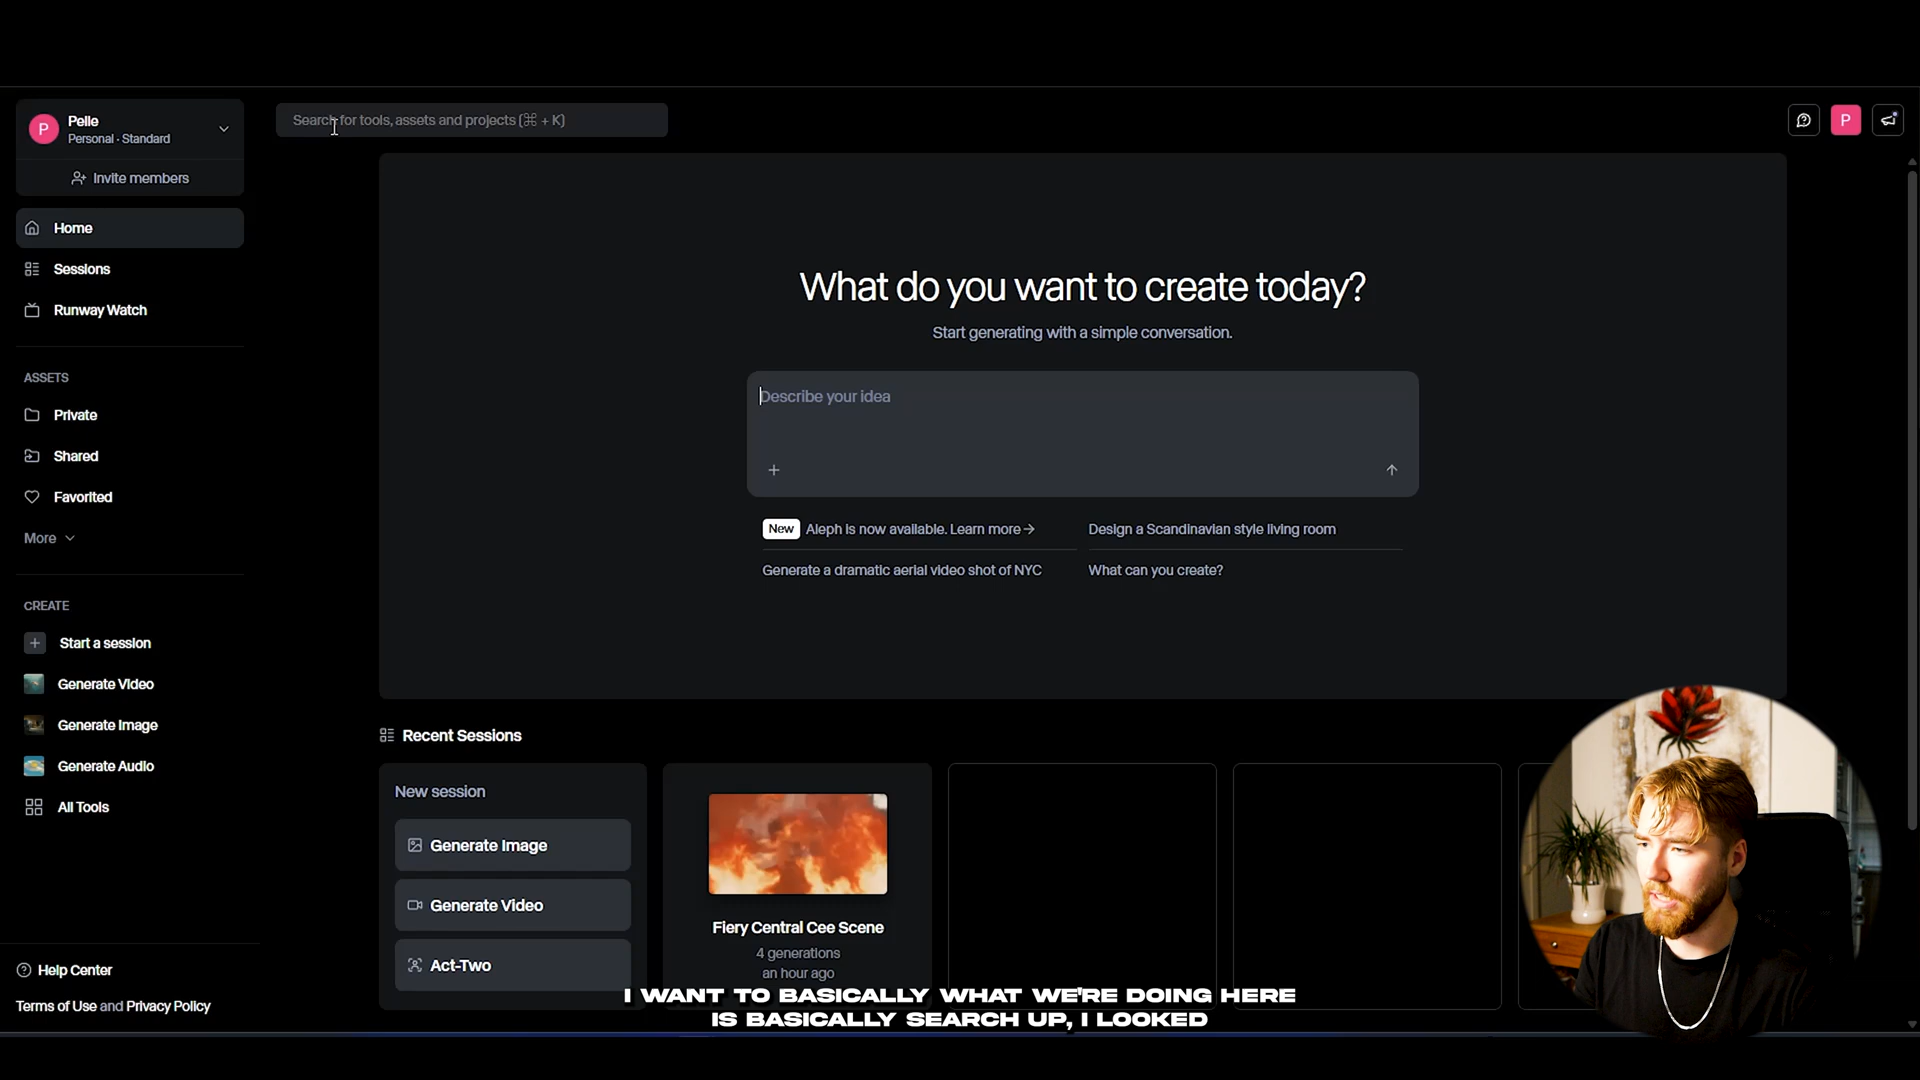 P
Pelle
Personal · Standard
Invite members
Search for tools, assets and projects (⌘ + K)
P
Home
Sessions
Runway Watch
ASSETS
Private
Shared
Favorited
More
CREATE
Start a session
Generate Video
Generate Image
Generate Audio
All Tools
Help Center
Terms of Use and Privacy Policy
What do you want to create today?
Start generating with a simple conversation.
Describe your idea
New Aleph is now available. Learn more →
Design a Scandinavian style living room
Generate a dramatic aerial video shot of NYC
What can you create?
Recent Sessions
New session
Generate Image
Generate Video
Act-Two
Fiery Central Cee Scene
4 generations
an hour ago
I WANT TO BASICALLY WHAT WE'RE DOING HERE
IS BASICALLY SEARCH UP, I LOOKED